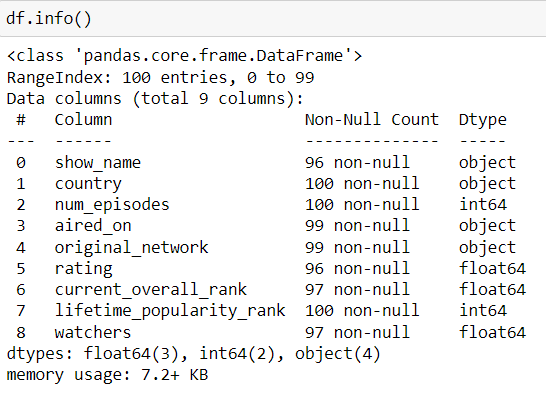 df.info()
<class 'pandas.core.frame.DataFrame'>
RangeIndex: 100 entries, 0 to 99
Data columns (total 9 columns):
 #   Column                   Non-Null Count  Dtype
---  ------                   --------------  -----
 0   show_name                96 non-null     object
 1   country                  100 non-null    object
 2   num_episodes             100 non-null    int64
 3   aired_on                 99 non-null     object
 4   original_network         99 non-null     object
 5   rating                   96 non-null     float64
 6   current_overall_rank     97 non-null     float64
 7   lifetime_popularity_rank 100 non-null    int64
 8   watchers                 97 non-null     float64
dtypes: float64(3), int64(2), object(4)
memory usage: 7.2+ KB